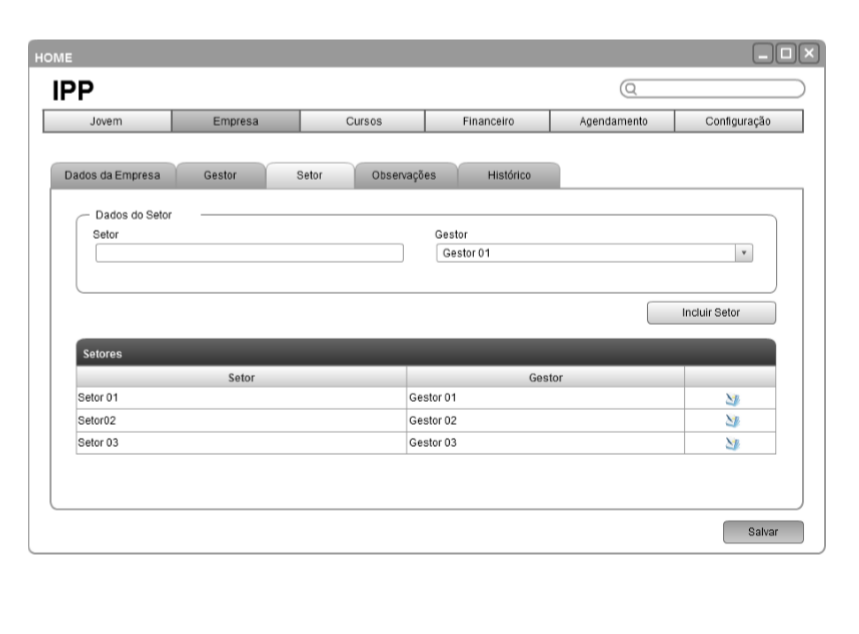 HOME
IPP
Jovem Empresa Cursos Financeiro Agendamento Configuração
Dados da Empresa Gestor Setor Observações Histórico
Dados do Setor
Setor Gestor
Gestor 01
Incluir Setor
Setores
Setor Gestor
Setor 01 Gestor 01
Setor02 Gestor 02
Setor 03 Gestor 03
Salvar